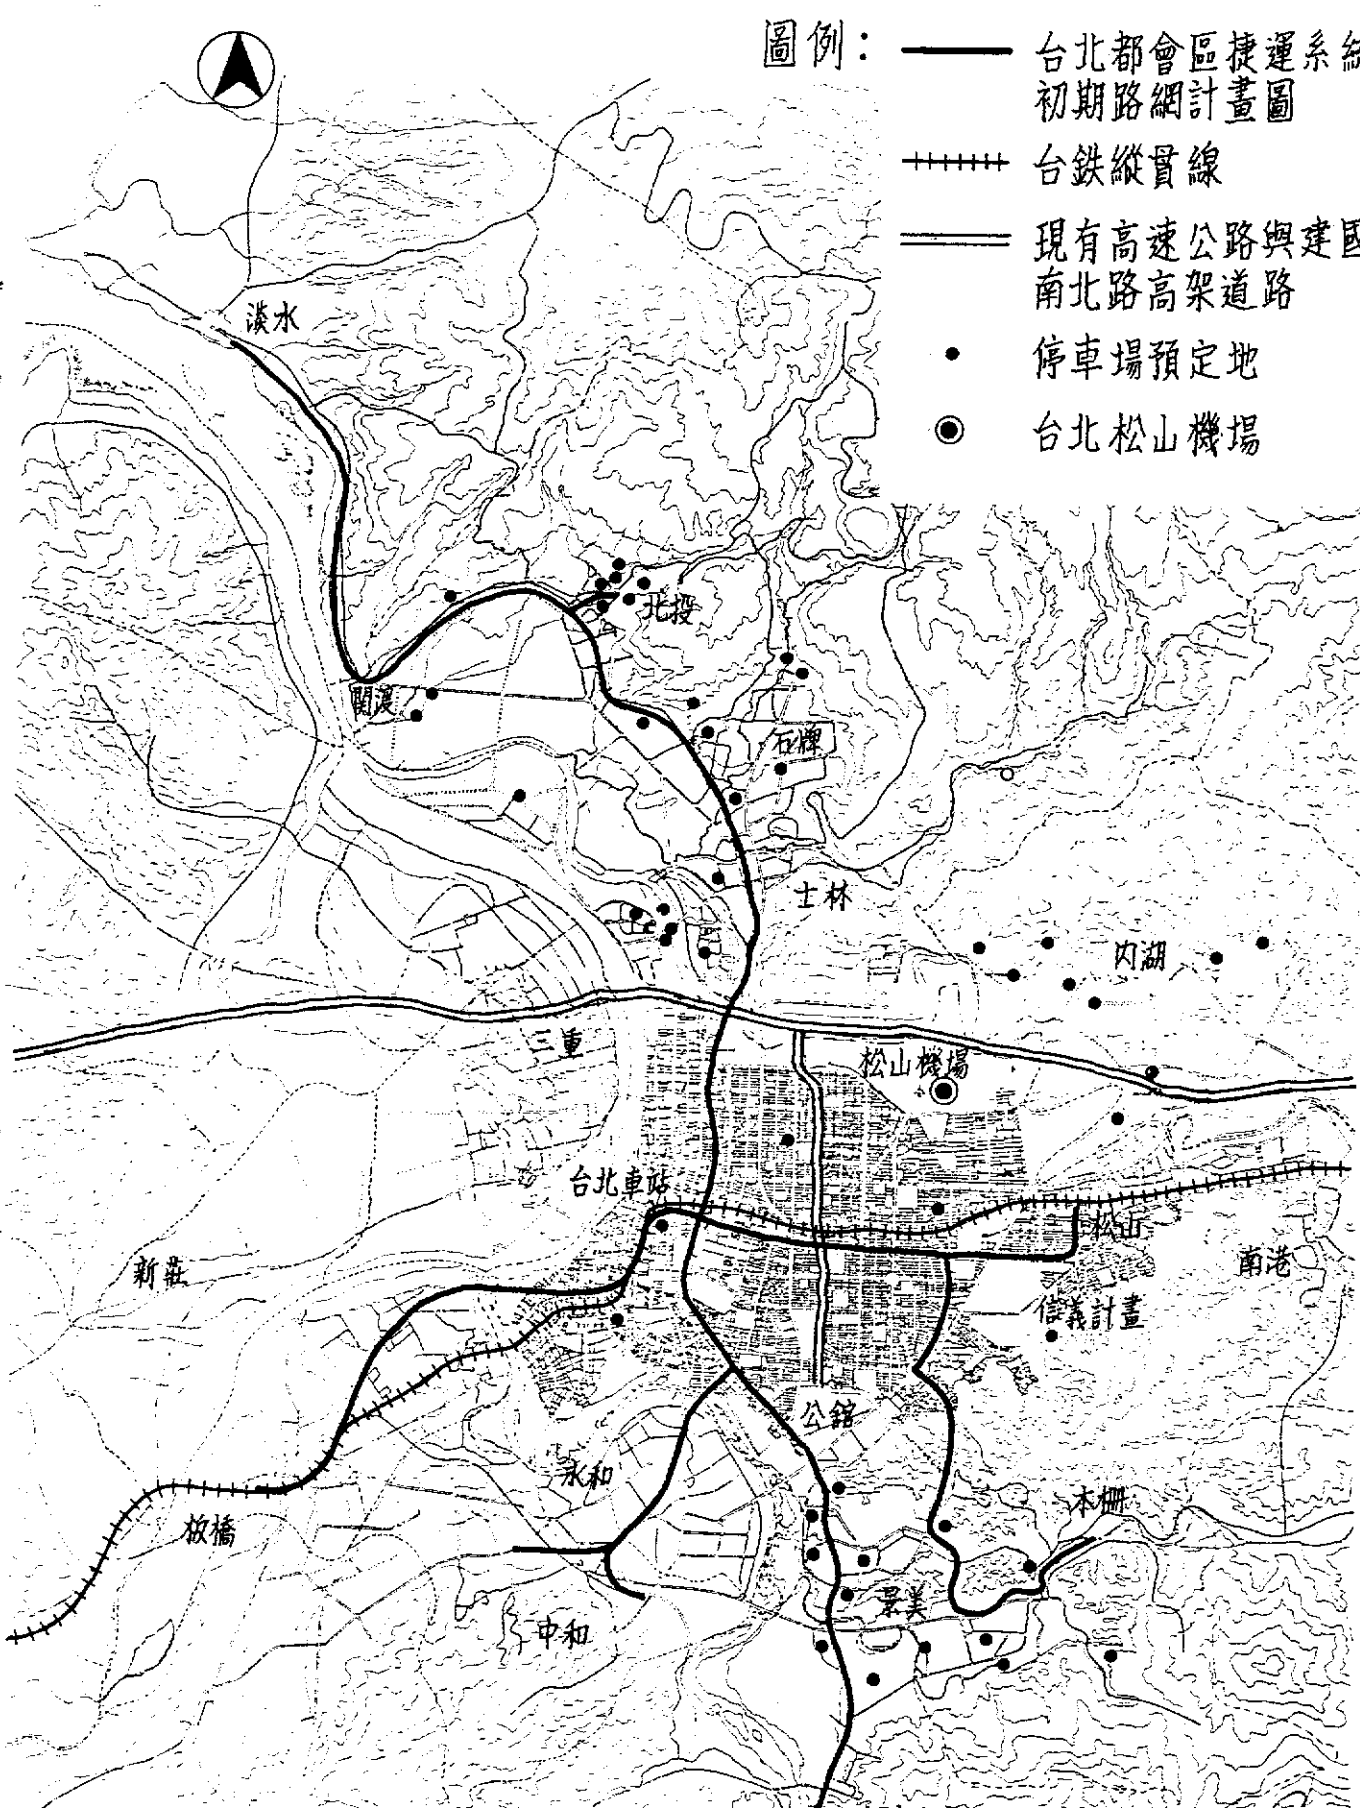 圖例：
台北都會區捷運系統
初期路網計畫圖
台鉄縱貫線
現有高速公路與建國
南北路高架道路
停車場預定地
台北松山機場
淡水
北投
関渡
石牌
士林
內湖
三重
松山機場
台北車站
松山
南港
新莊
信義計畫
公館
永和
木柵
板橋
景美
中和